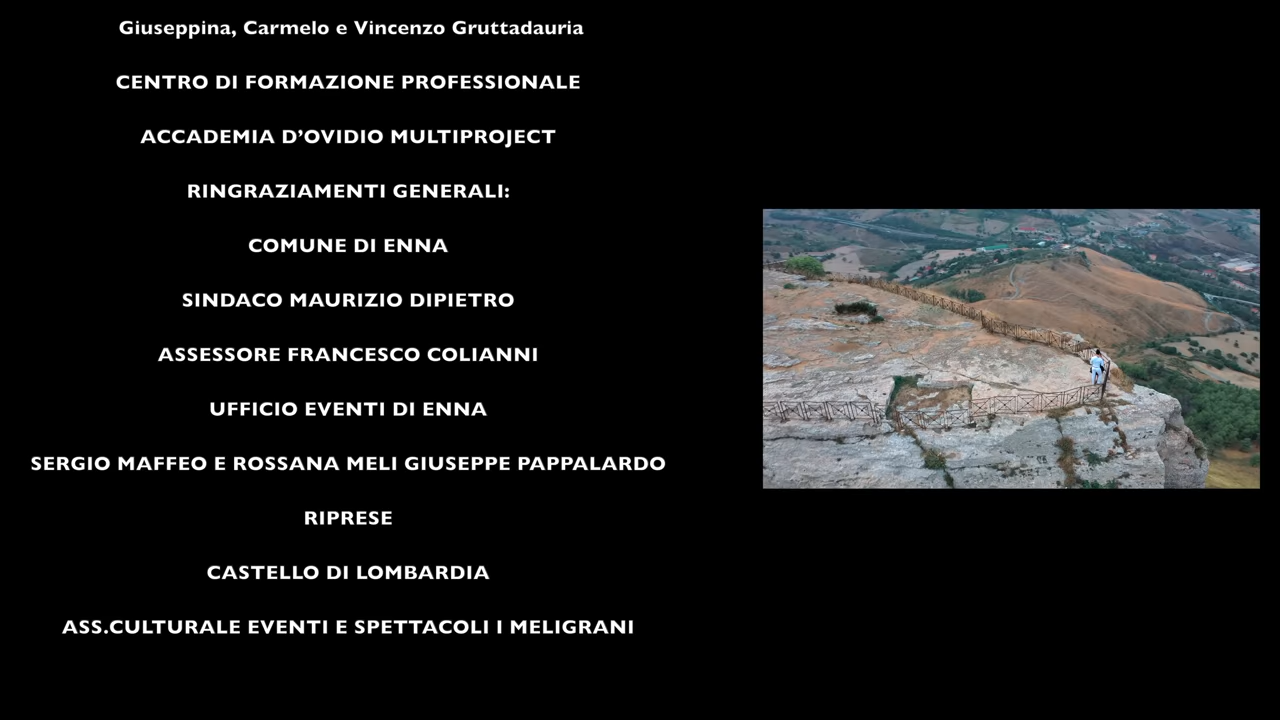 Giuseppina, Carmelo e Vincenzo Gruttadauria
CENTRO DI FORMAZIONE PROFESSIONALE
ACCADEMIA D’OVIDIO MULTIPROJECT
RINGRAZIAMENTI GENERALI:
COMUNE DI ENNA
SINDACO MAURIZIO DIPIETRO
ASSESSORE FRANCESCO COLIANNI
UFFICIO EVENTI DI ENNA
SERGIO MAFFEO E ROSSANA MELI GIUSEPPE PAPPALARDO
RIPRESE
CASTELLO DI LOMBARDIA
ASS.CULTURALE EVENTI E SPETTACOLI I MELIGRANI